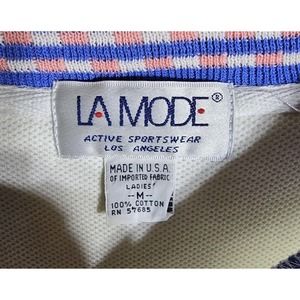 LA MODE®
ACTIVE SPORTSWEAR
LOS ANGELES
MADE IN U.S.A.
OF IMPORTED FABRIC
LADIES'
-M-
100% COTTON
RN 57685